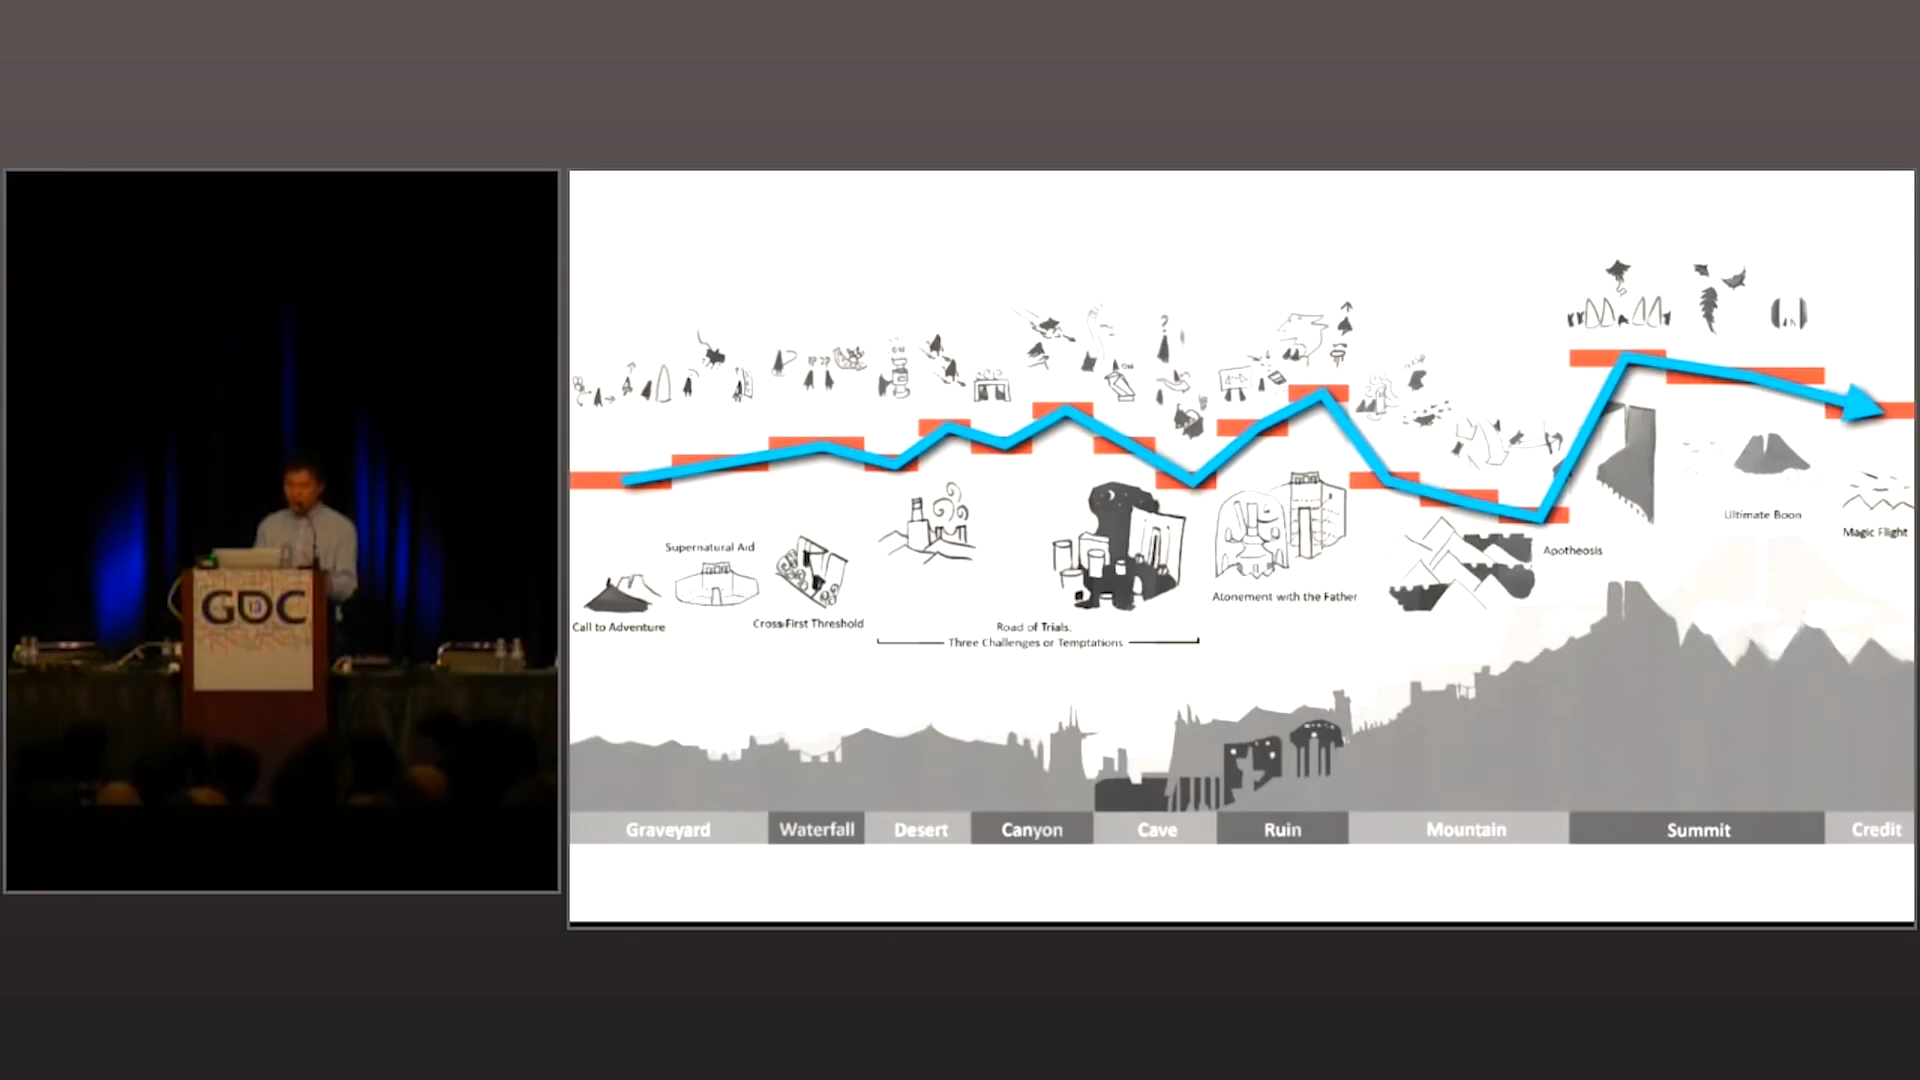 GDC
13
Supernatural Aid
Call to Adventure
Cross First Threshold
Road of Trials:
Three Challenges or Temptations
Atonement with the Father
Apotheosis
Ultimate Boon
Magic Flight
Graveyard
Waterfall
Desert
Canyon
Cave
Ruin
Mountain
Summit
Credit